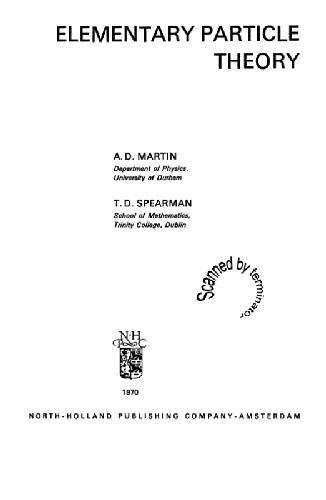 ELEMENTARY PARTICLE
THEORY
A. D. MARTIN
Department of Physics,
University of Durham
T. D. SPEARMAN
School of Mathematics,
Trinity College, Dublin
Scanned by terminator
N·H
P C
1970
NORTH-HOLLAND PUBLISHING COMPANY-AMSTERDAM